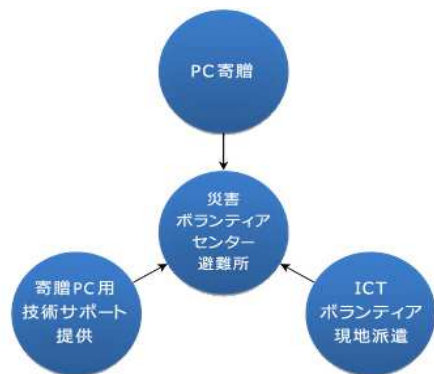 PC寄贈
災害
ボランティア
センター
避難所
寄贈PC用
技術サポート
提供
ICT
ボランティア
現地派遣